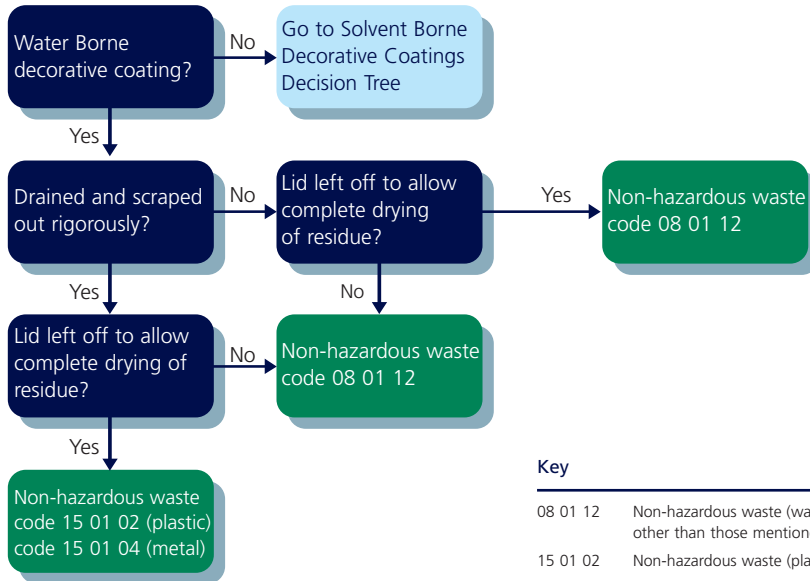 Water Borne
decorative coating?
No
Go to Solvent Borne
Decorative Coatings
Decision Tree
Yes
Drained and scraped
out rigorously?
No
Lid left off to allow
complete drying
of residue?
Yes
Non-hazardous waste
code 08 01 12
Yes
No
Lid left off to allow
complete drying of
residue?
No
Non-hazardous waste
code 08 01 12
Yes
Non-hazardous waste
code 15 01 02 (plastic)
code 15 01 04 (metal)
Key
08 01 12 Non-hazardous waste
other than those
15 01 02 Non-hazardous waste